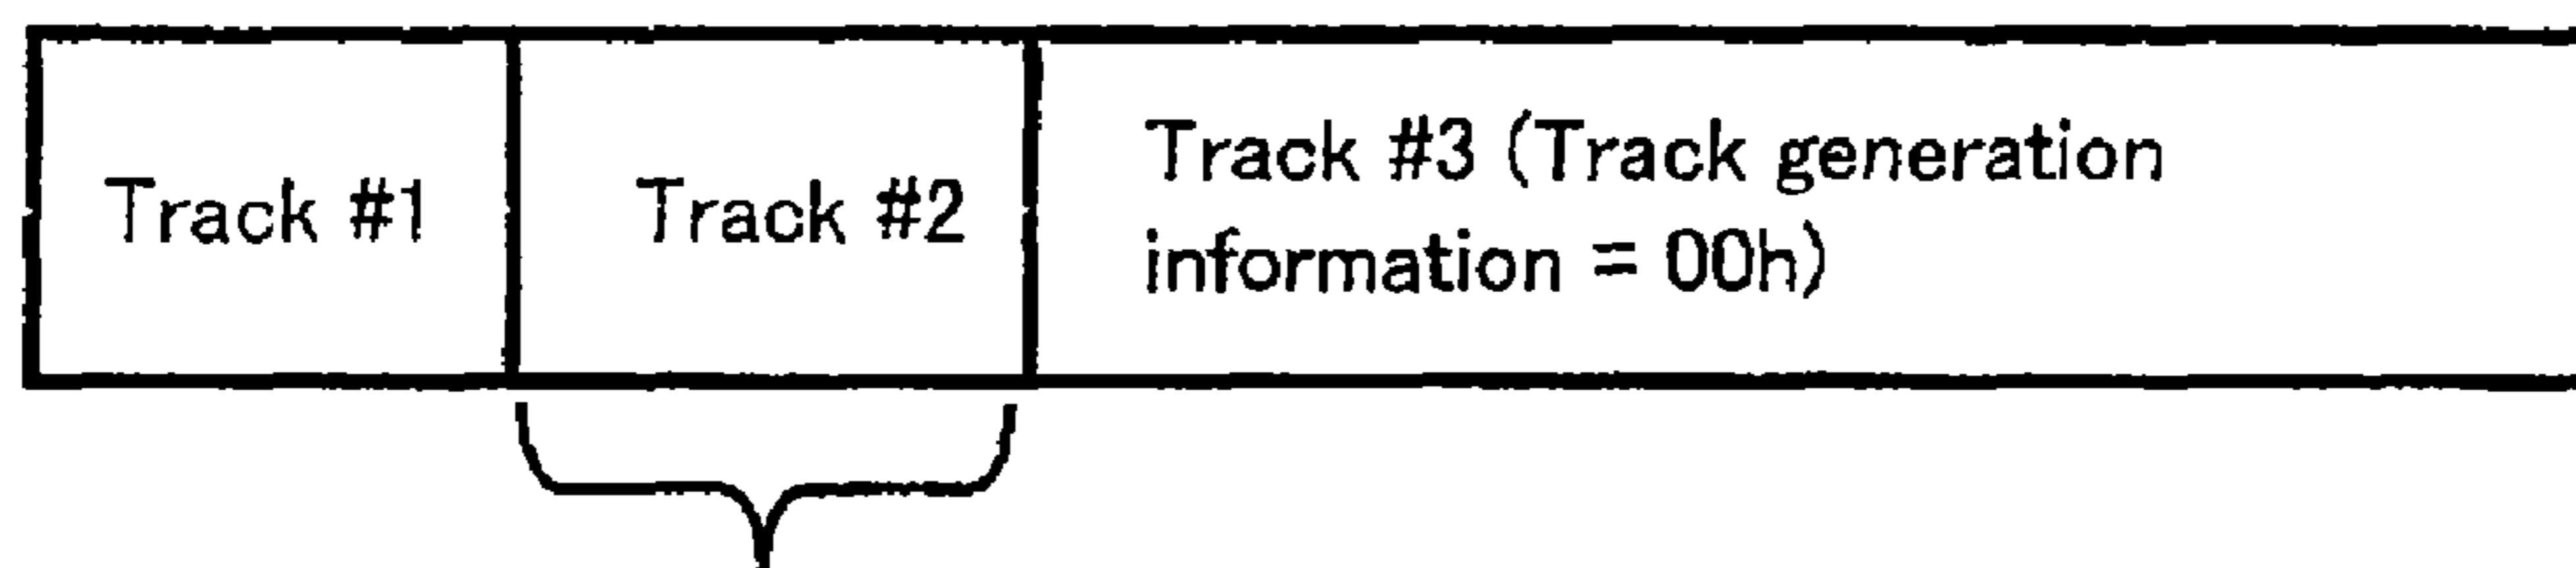 Track #1
Track #2
Track #3 (Track generation
information = 00h)